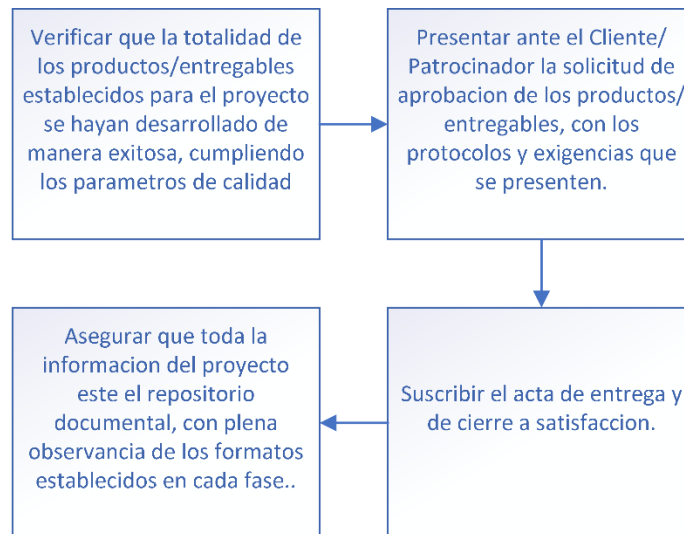 Verificar que la totalidad de
los productos/entregables
establecidos para el proyecto
se hayan desarrollado de
manera exitosa, cumpliendo
los parametros de calidad
Presentar ante el Cliente/
Patrocinador la solicitud de
aprobacion de los productos/
entregables, con los
protocolos y exigencias que
se presenten.
Suscribir el acta de entrega y
de cierre a satisfaccion.
Asegurar que toda la
informacion del proyecto
este el repositorio
documental, con plena
observancia de los formatos
establecidos en cada fase..